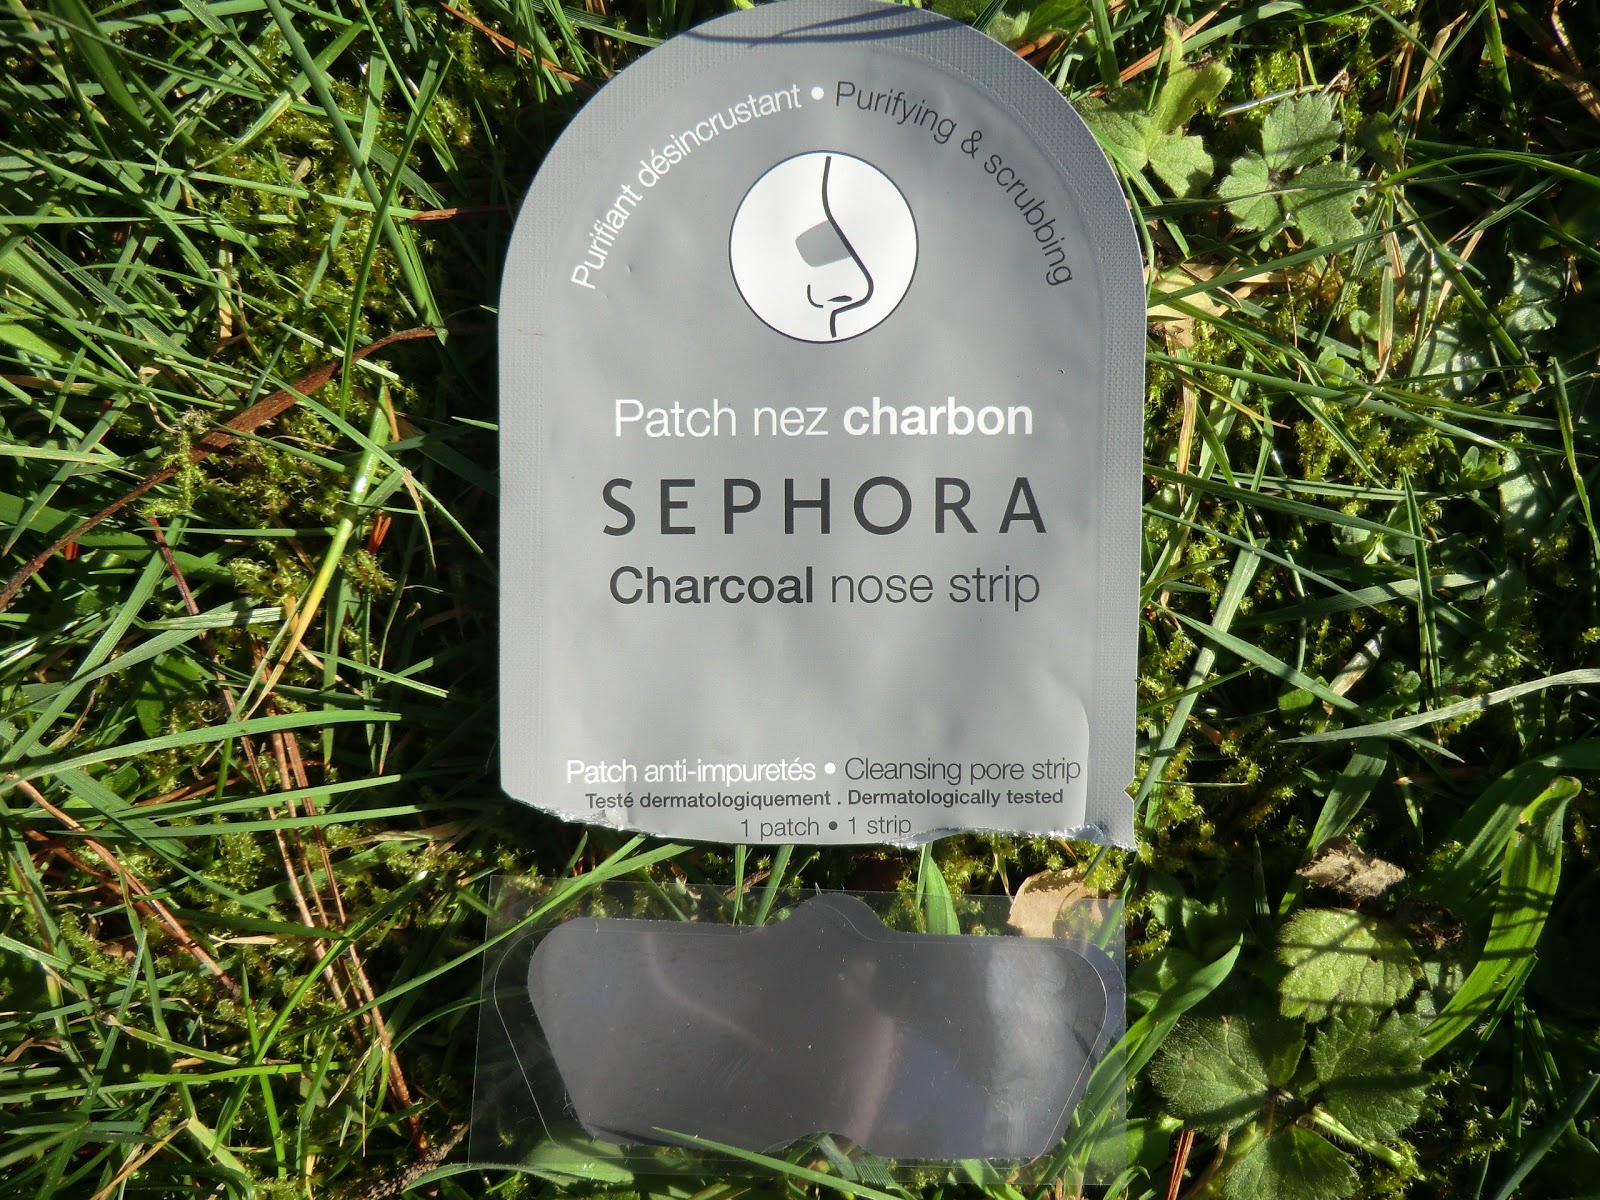 Purifiant désincrustant • Purifying & scrubbing
Patch nez charbon
SEPHORA
Charcoal nose strip
Patch anti-impuretés • Cleansing pore strip
Testé dermatologiquement . Dermatologically tested
1 patch • 1 strip